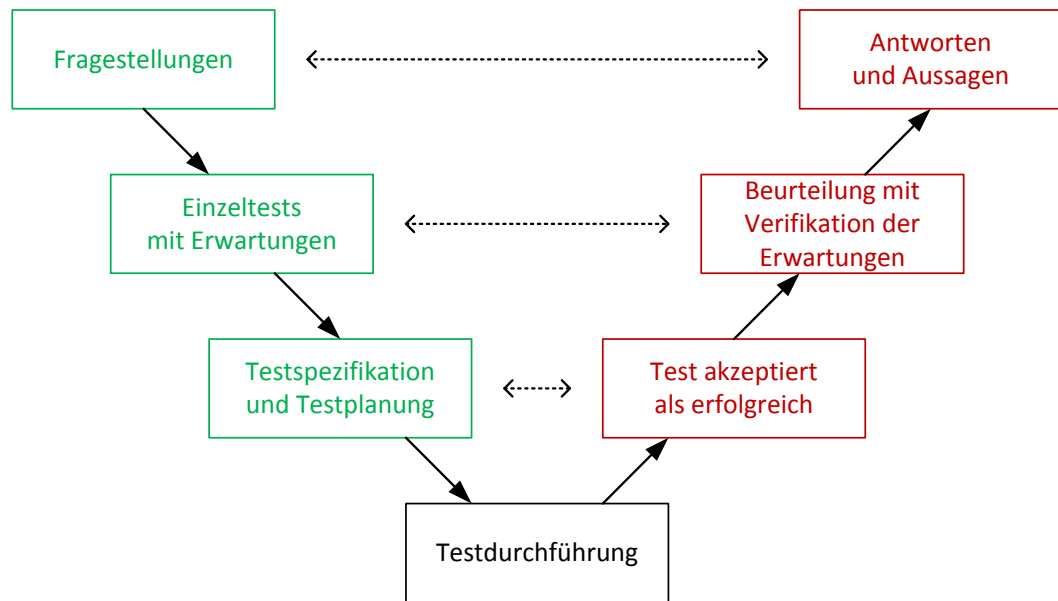 Fragestellungen
Antworten
und Aussagen
Einzeltests
mit Erwartungen
Beurteilung mit
Verifikation der
Erwartungen
Testspezifikation
und Testplanung
Test akzeptiert
als erfolgreich
Testdurchführung